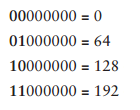 00000000 = 0
01000000 = 64
10000000 = 128
11000000 = 192